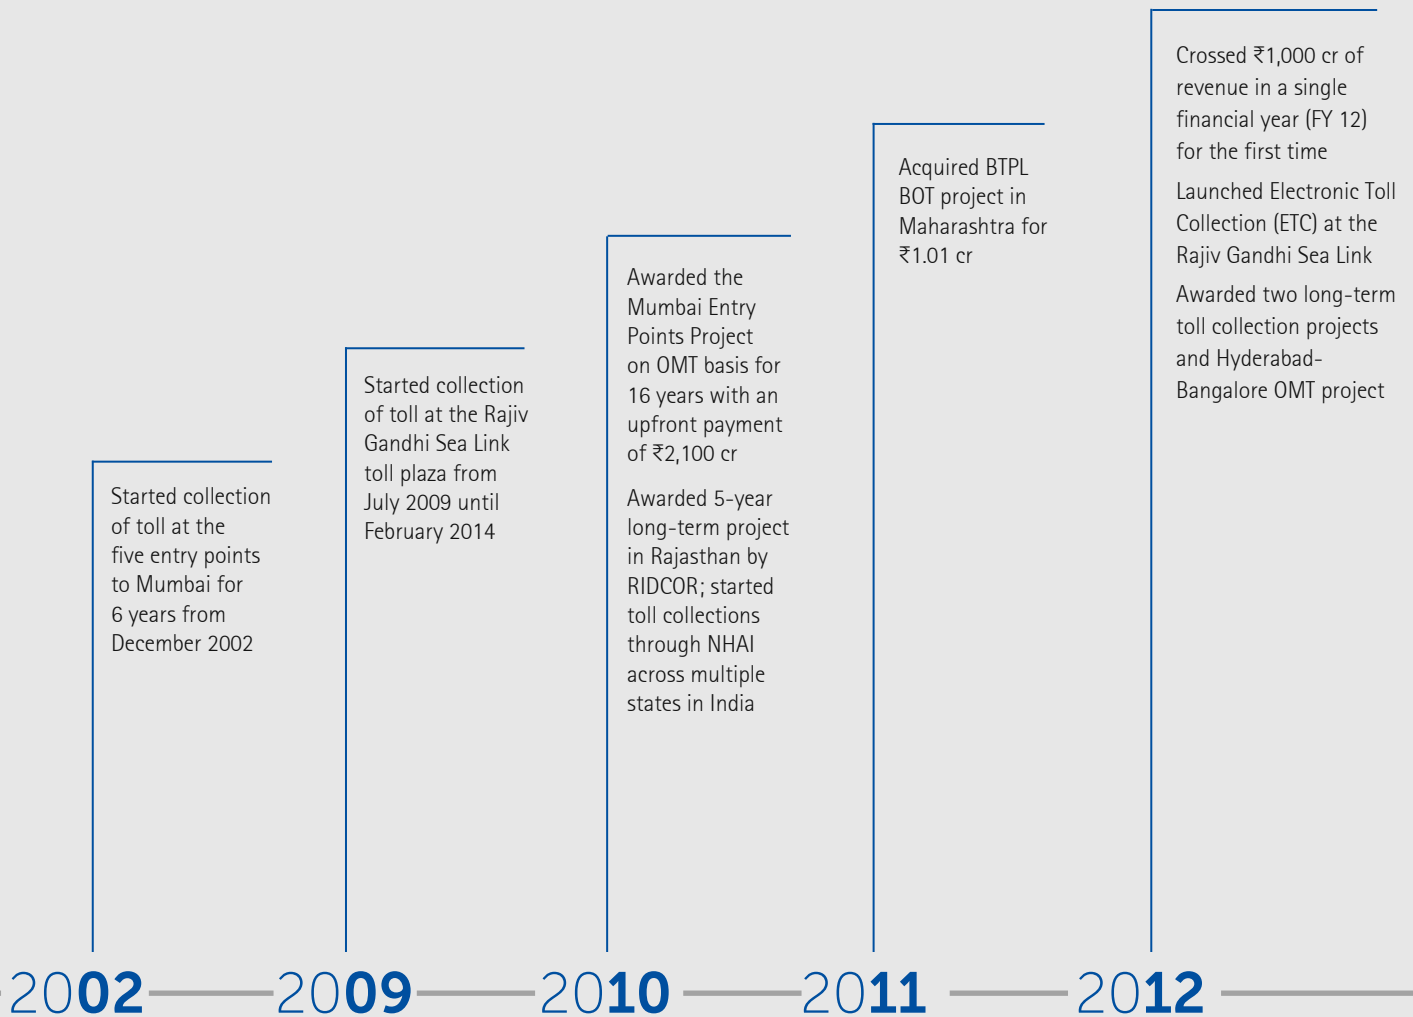 Started collection
of toll at the
five entry points
to Mumbai for
6 years from
December 2002
Started collection
of toll at the Rajiv
Gandhi Sea Link
toll plaza from
July 2009 until
February 2014
Awarded the
Mumbai Entry
Points Project
on OMT basis for
16 years with an
upfront payment
of ₹2,100 cr
Awarded 5-year
long-term project
in Rajasthan by
RIDCOR; started
toll collections
through NHAI
across multiple
states in India
Acquired BTPL
BOT project in
Maharashtra for
₹1.01 cr
Crossed ₹1,000 cr of
revenue in a single
financial year (FY 12)
for the first time
Launched Electronic Toll
Collection (ETC) at the
Rajiv Gandhi Sea Link
Awarded two long-term
toll collection projects
and Hyderabad-
Bangalore OMT project
2002 2009 2010 2011 2012